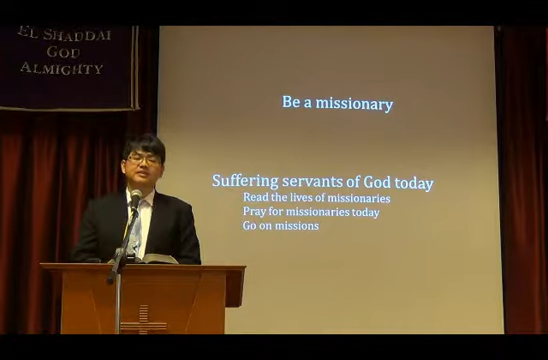 EL SHADDAI
GOD
ALMIGHTY
Be a missionary
Suffering servants of God today
Read the lives of missionaries
Pray for missionaries today
Go on missions